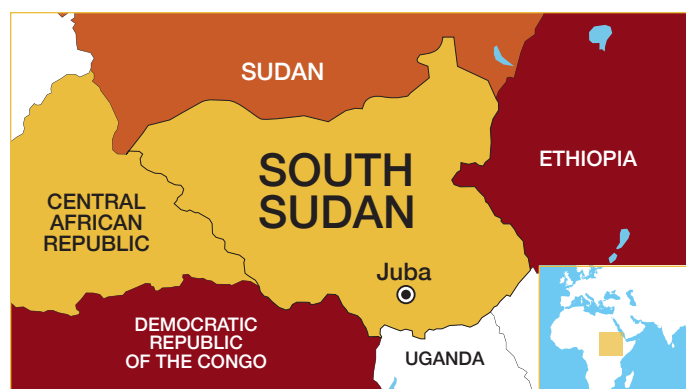 SUDAN
SOUTH
SUDAN
ETHIOPIA
CENTRAL
AFRICAN
REPUBLIC
Juba
DEMOCRATIC
REPUBLIC
OF THE CONGO
UGANDA